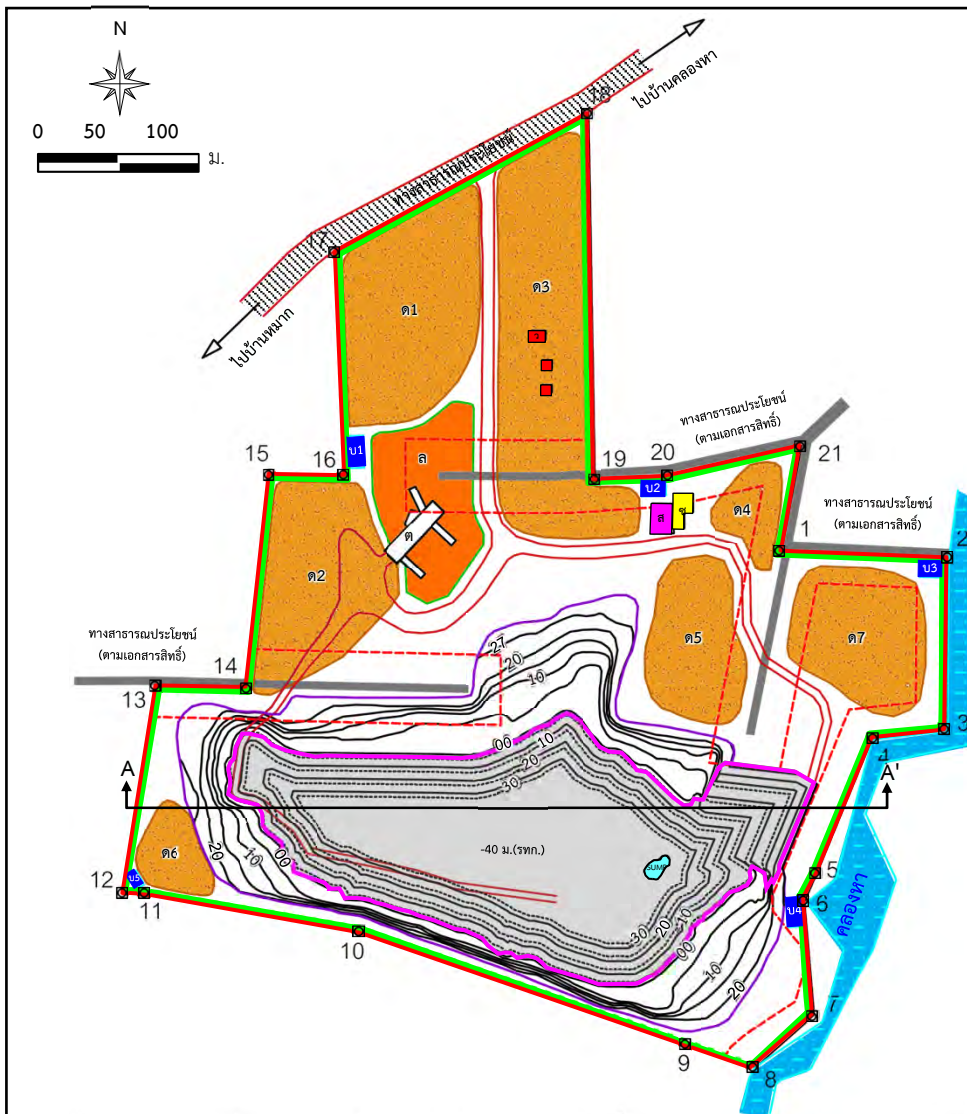 N
0 50 100
ม.
ไปบ้านคลองหา
18
ทางสาธารณประโยชน์
17
ไปบ้านหมาก
ด1
ด3
ว
ทางสาธารณประโยชน์
(ตามเอกสารสิทธิ์)
บ1
ล
15
16
19
20
21
บ2
ส
ช
ด4
ทางสาธารณประโยชน์
(ตามเอกสารสิทธิ์)
ต
1
2
บ3
ด2
ด5
ด7
ทางสาธารณประโยชน์
(ตามเอกสารสิทธิ์)
27
20
10
14
13
3
4
00
10
20
30
A
A'
-40 ม.(รทก.)
SUMP
ด6
20
10
00
บ5
12
11
5
6
บ4
คลองหา
10
30
20
10
00
10
20
7
9
8